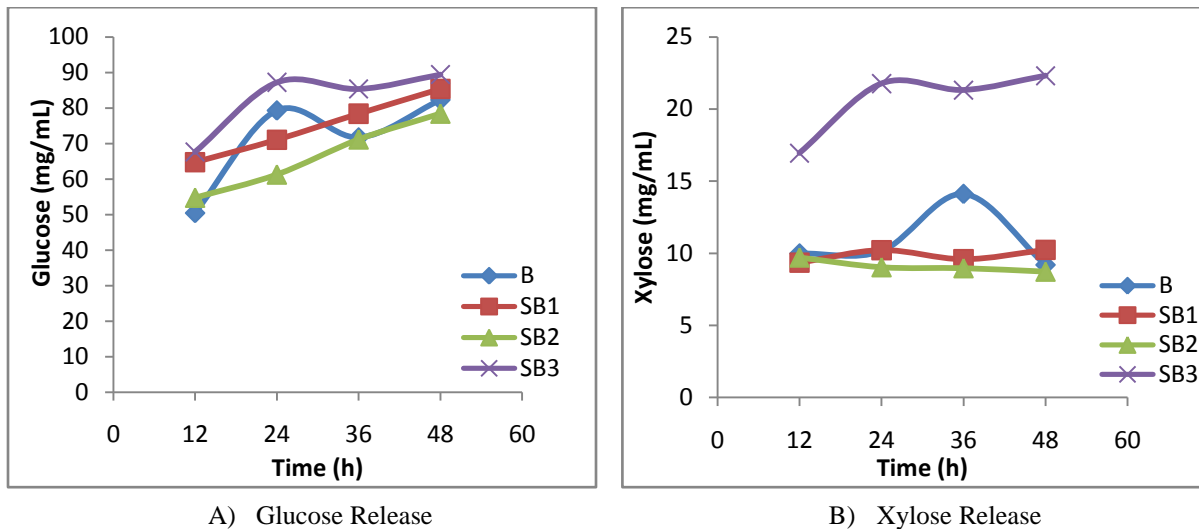 100
90
80
70
60
50
40
30
20
10
0
Glucose (mg/mL)
B
SB1
SB2
SB3
0 12 24 36 48 60
Time (h)
A) Glucose Release
25
20
15
10
5
0
Xylose (mg/mL)
B
SB1
SB2
SB3
0 12 24 36 48 60
Time (h)
B) Xylose Release